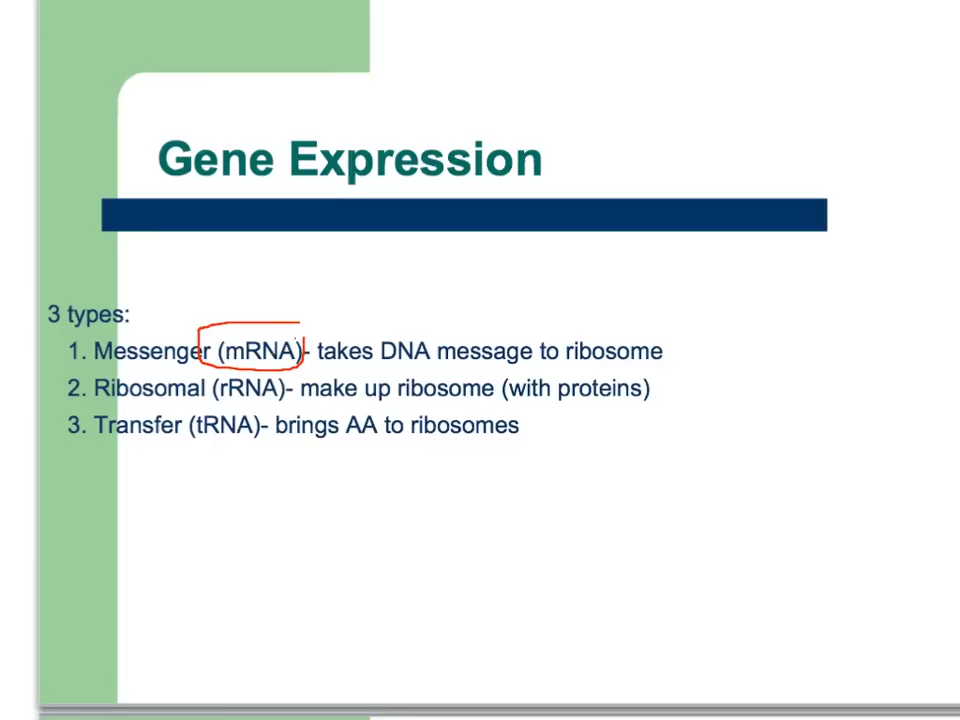 Gene Expression
3 types:
1. Messenger (mRNA)- takes DNA message to ribosome
2. Ribosomal (rRNA)- make up ribosome (with proteins)
3. Transfer (tRNA)- brings AA to ribosomes